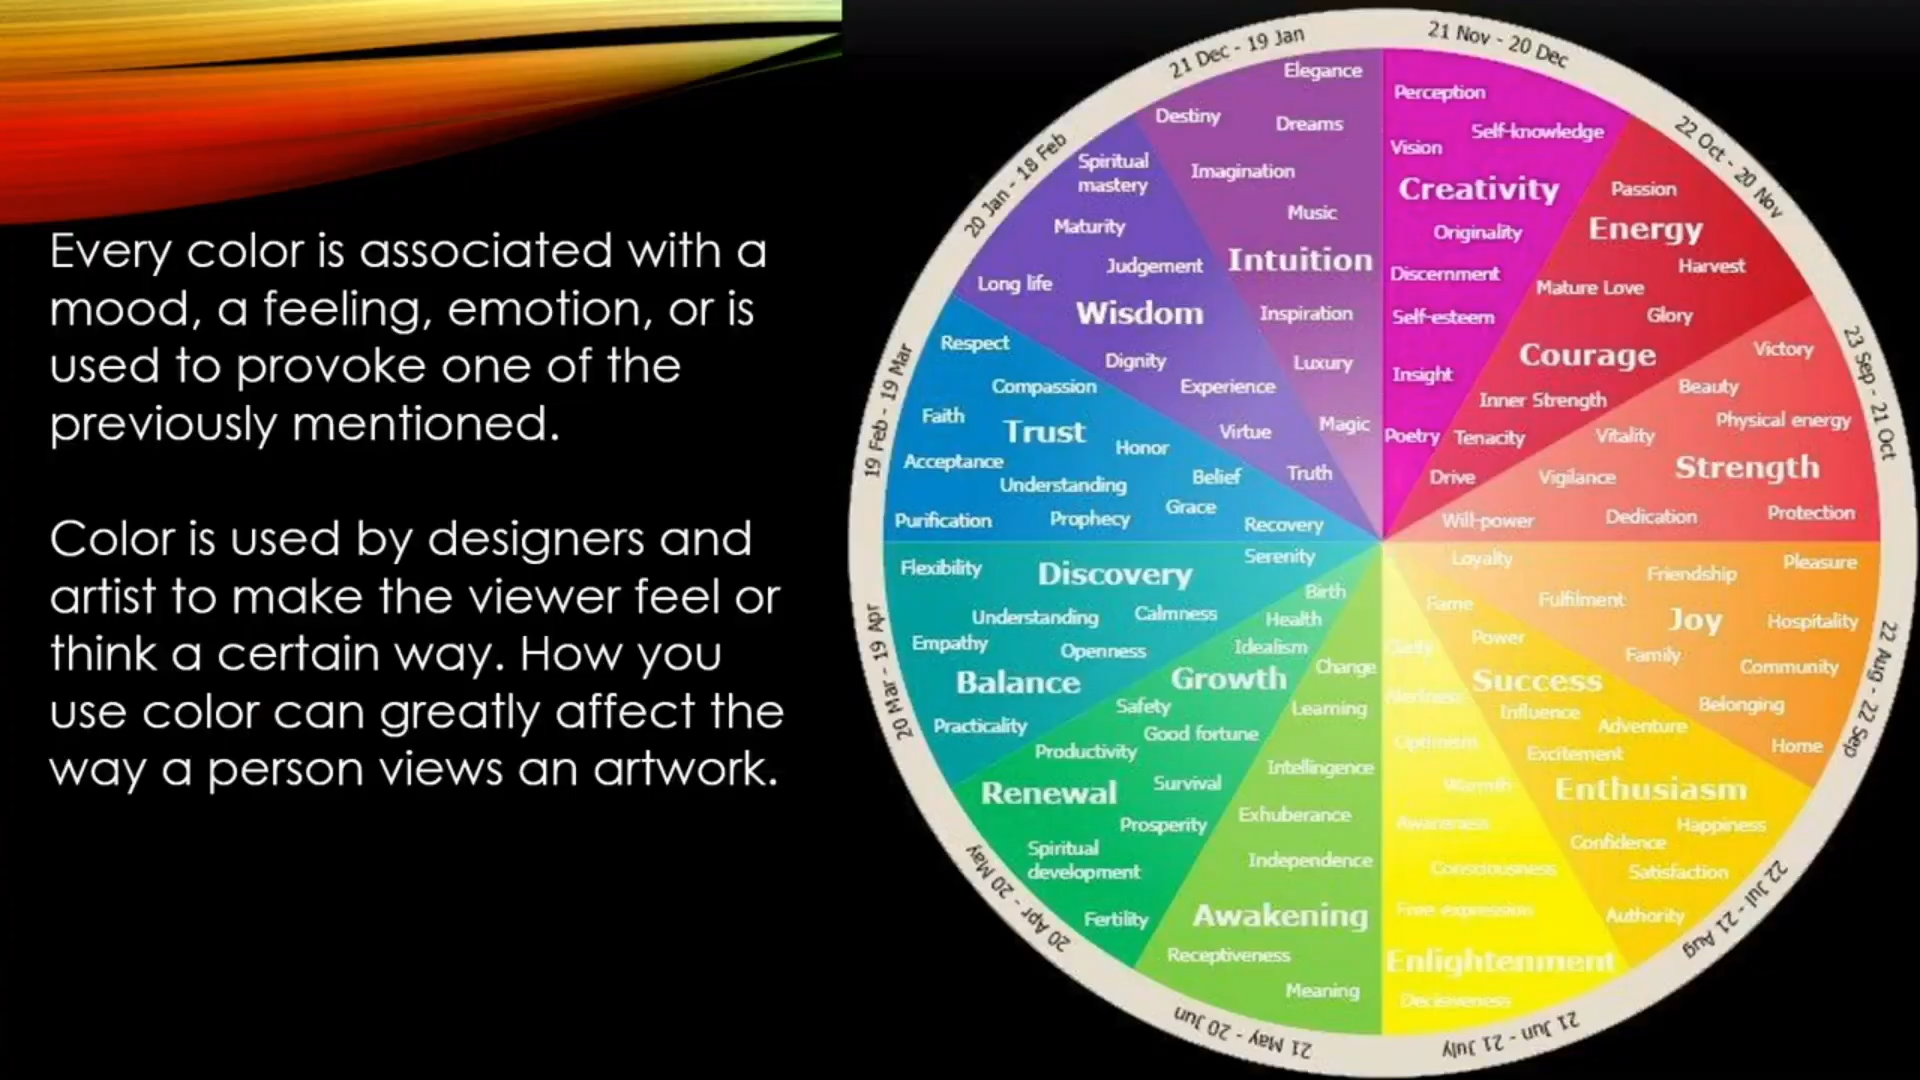 Every color is associated with a
mood, a feeling, emotion, or is
used to provoke one of the
previously mentioned.
Color is used by designers and
artist to make the viewer feel or
think a certain way. How you
use color can greatly affect the
way a person views an artwork.
21 Nov - 20 Dec
Perception
Self-knowledge
Vision
Creativity
Originality
Discernment
Self-esteem
Insight
Poetry
22 Oct - 20 Nov
Passion
Energy
Harvest
Mature Love
Glory
Courage
Inner Strength
Tenacity
Drive
23 Sep - 21 Oct
Victory
Beauty
Physical energy
Vitality
Strength
Vigilance
Will-power
Dedication
Protection
22 Aug - 22 Sep
Loyalty
Pleasure
Friendship
Fulfilment
Joy
Hospitality
Family
Community
Belonging
Home
22 Jul - 21 Aug
Fame
Power
Success
Influence
Adventure
Excitement
Enthusiasm
Happiness
Confidence
Satisfaction
Authority
21 Jun - 21 July
Clarity
Alertness
Optimism
Warmth
Awareness
Consciousness
Free expression
Enlightenment
Decisiveness
21 May - 20 Jun
Birth
Health
Idealism
Change
Learning
Intellingence
Exhuberance
Independence
Awakening
Receptiveness
Meaning
20 Apr - 20 May
Growth
Safety
Good fortune
Productivity
Survival
Renewal
Prosperity
Spiritual
development
Fertility
20 Mar - 19 Apr
Serenity
Flexibility
Discovery
Calmness
Understanding
Empathy
Openness
Balance
Practicality
19 Feb - 19 Mar
Respect
Compassion
Faith
Trust
Honor
Acceptance
Understanding
Belief
Grace
Purification
Prophecy
Recovery
20 Jan - 18 Feb
Spiritual
mastery
Maturity
Judgement
Long life
Wisdom
Dignity
Experience
Virtue
Truth
21 Dec - 19 Jan
Elegance
Destiny
Dreams
Imagination
Music
Intuition
Inspiration
Luxury
Magic